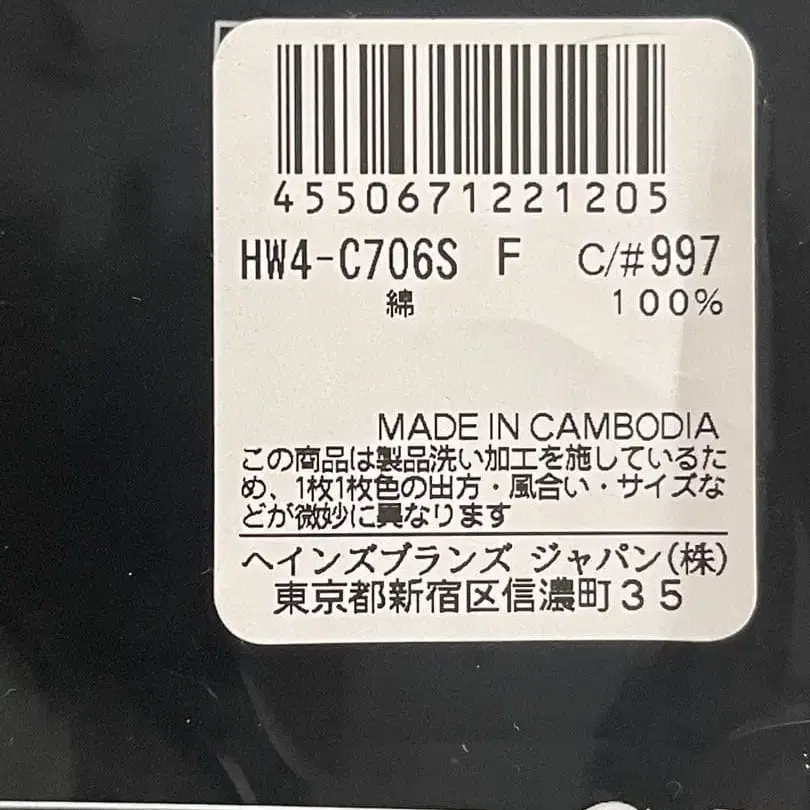 4550671221205
HW4-C706S F C/#997
綿 100%
MADE IN CAMBODIA
この商品は製品洗い加工を施しているた
め、1枚1枚色の出方・風合い・サイズな
どが微妙に異なります
ヘインズブランズ ジャパン(株)
東京都新宿区信濃町35